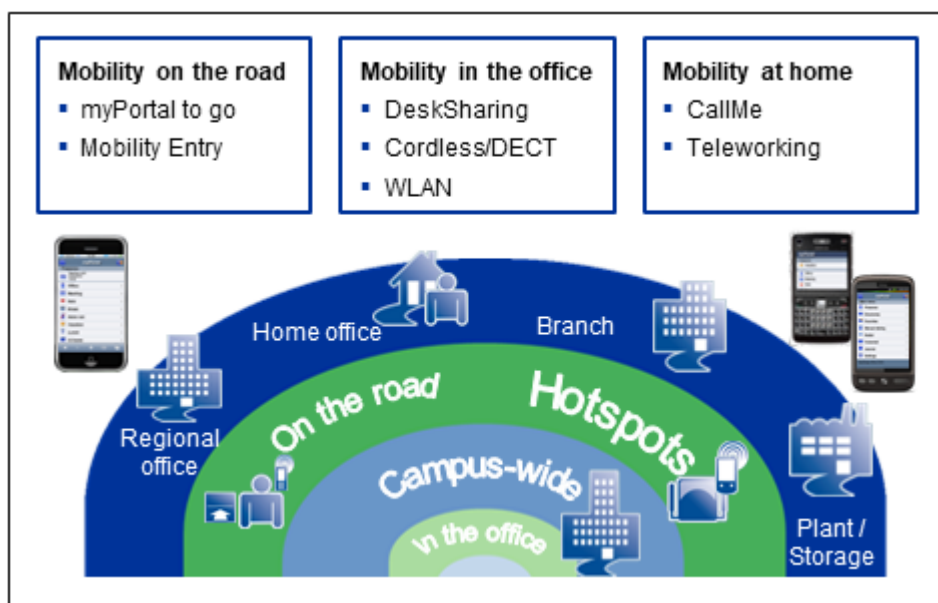 Mobility on the road
▪ myPortal to go
▪ Mobility Entry
Mobility in the office
▪ DeskSharing
▪ Cordless/DECT
▪ WLAN
Mobility at home
▪ CallMe
▪ Teleworking
Home office
Branch
Regional
office
On the road
Hotspots
Campus-wide
In the office
Plant /
Storage